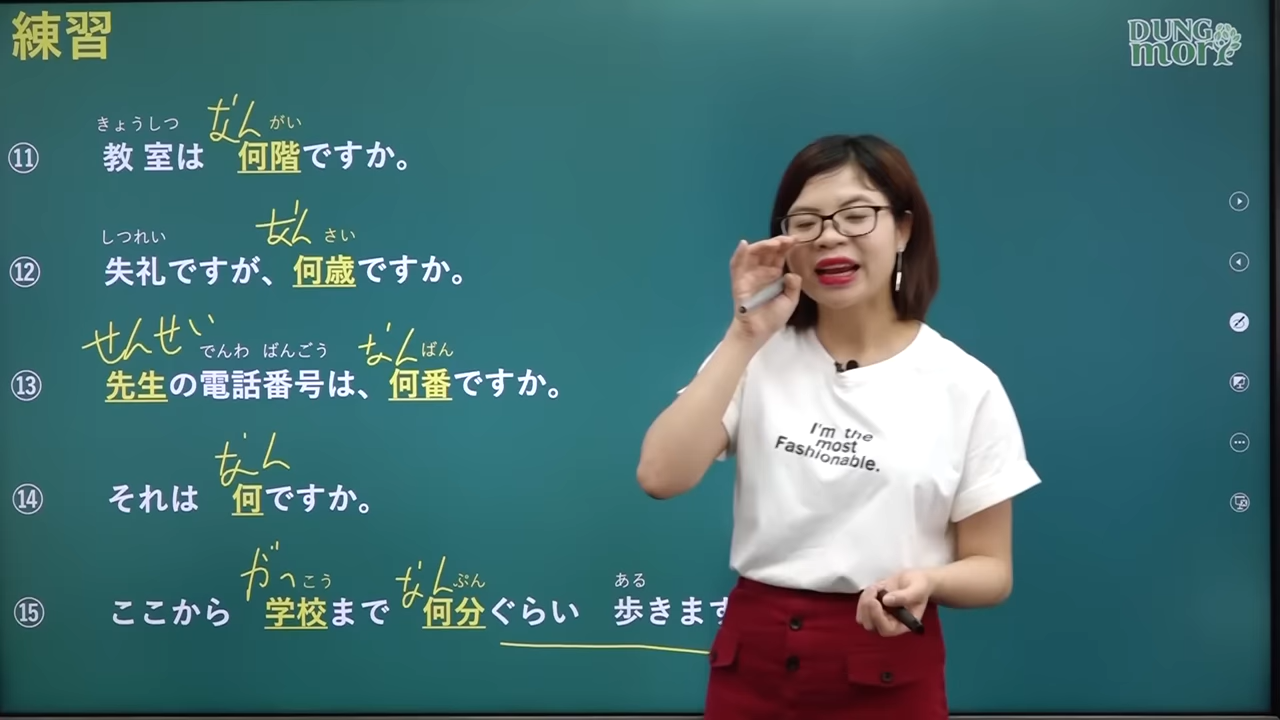 練習
DUNG
mori
きょうしつ なん がい
⑪ 教室は 何階ですか。
しつれい なん さい
⑫ 失礼ですが、何歳ですか。
せんせい でんわ ばんごう なん ばん
⑬ 先生の電話番号は、何番ですか。
なん
⑭ それは 何ですか。
がっこう なん ぷん ある
⑮ ここから 学校まで 何分ぐらい 歩きます
I'm the
most
Fashionable.